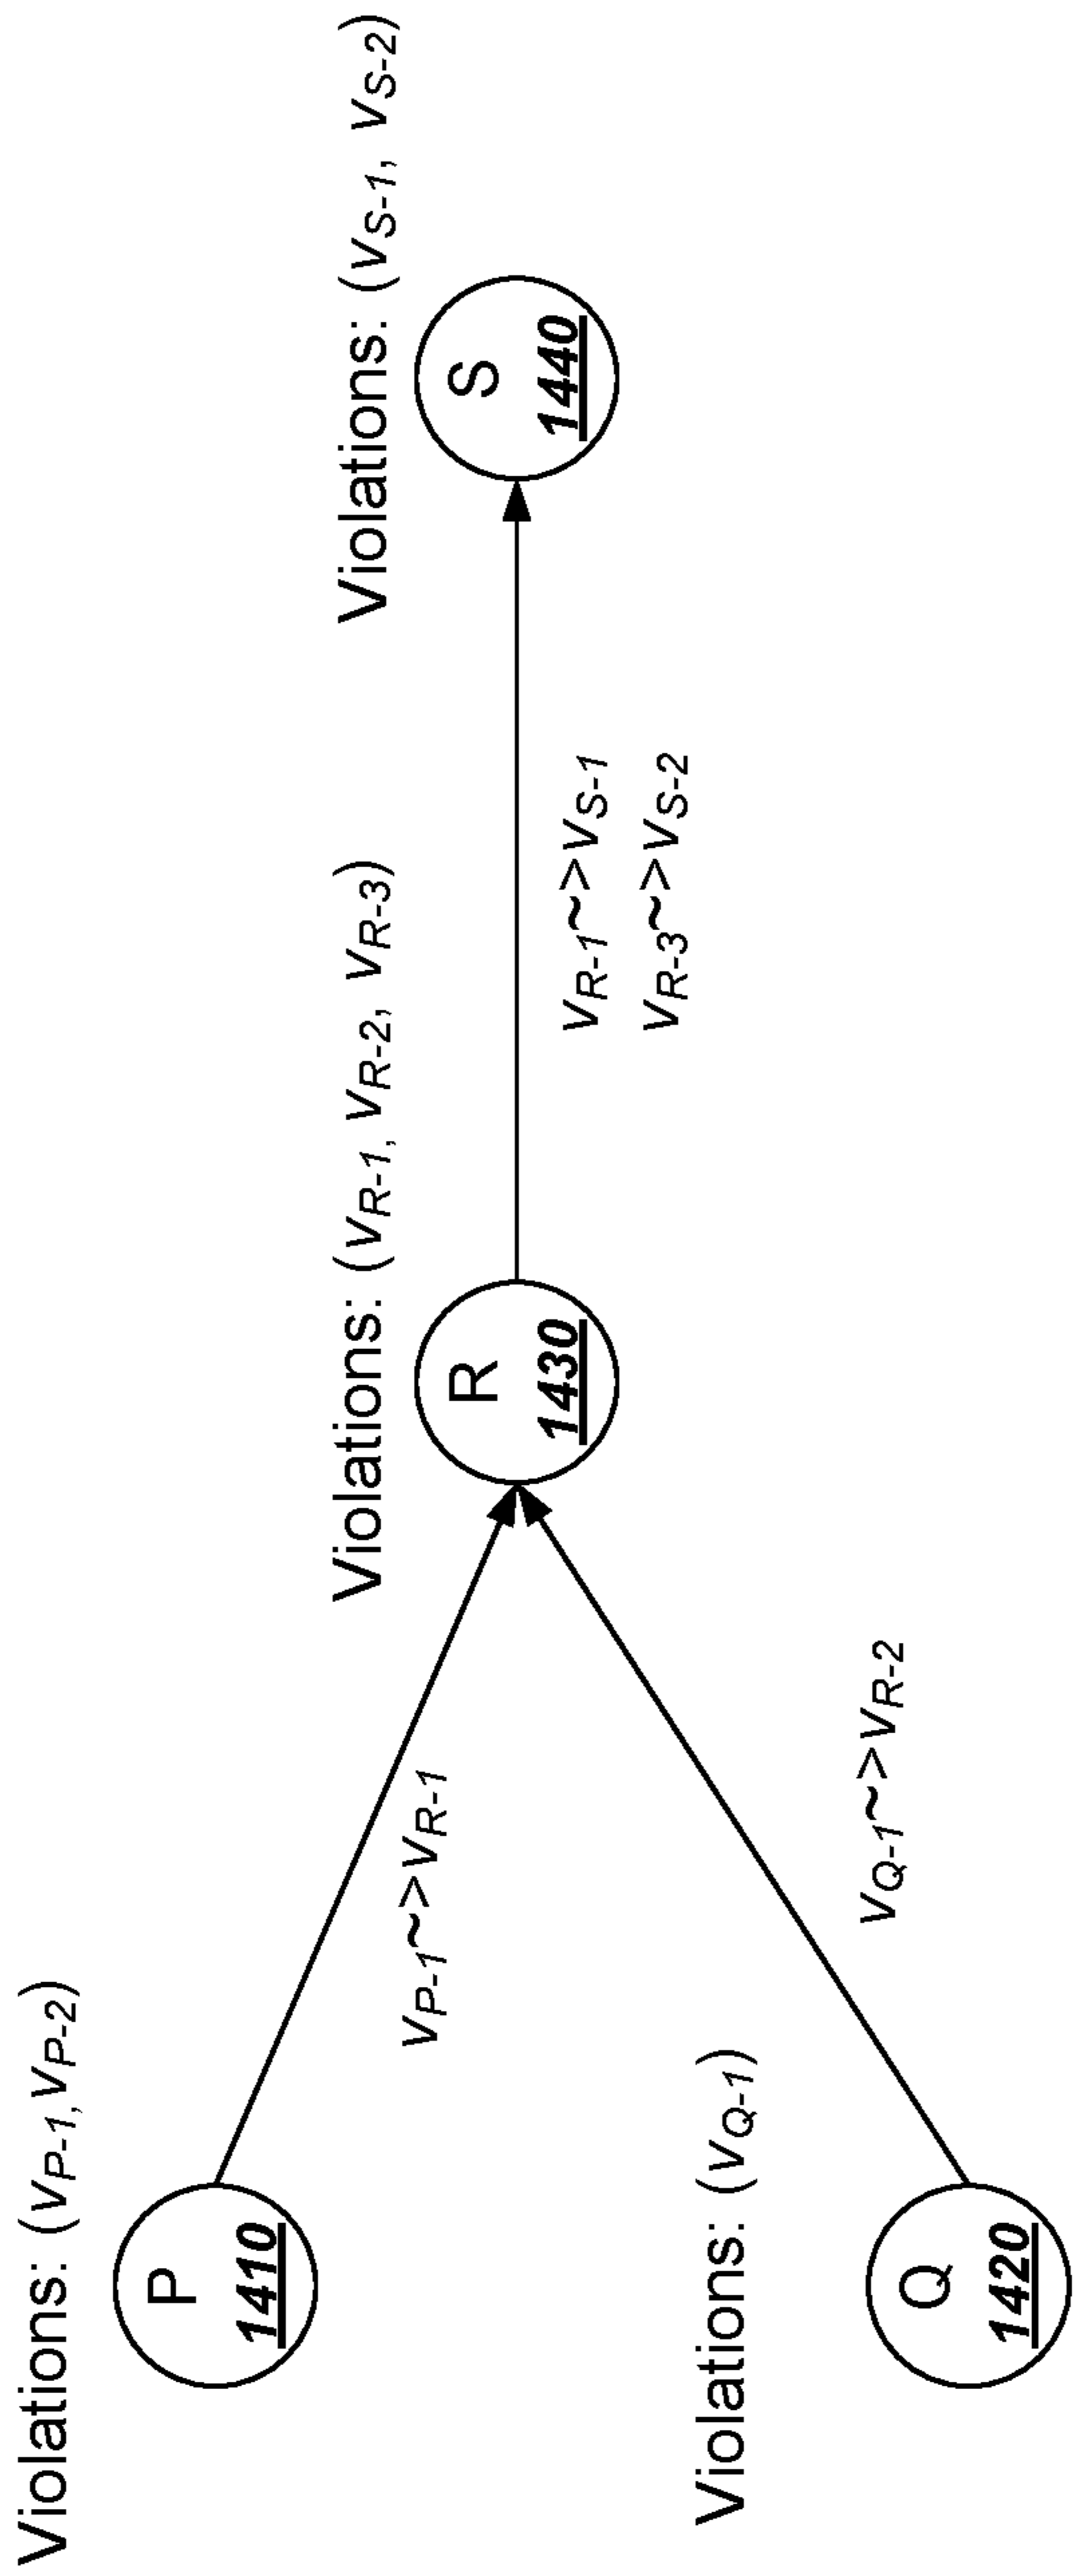 Violations: (vP-1, vP-2)
P
1410
vP-1~>vR-1
Violations: (vR-1, vR-2, vR-3)
R
1430
Violations: (vS-1, vS-2)
S
1440
vR-1~>vS-1
vR-3~>vS-2
Violations: (vQ-1)
Q
1420
vQ-1~>vR-2